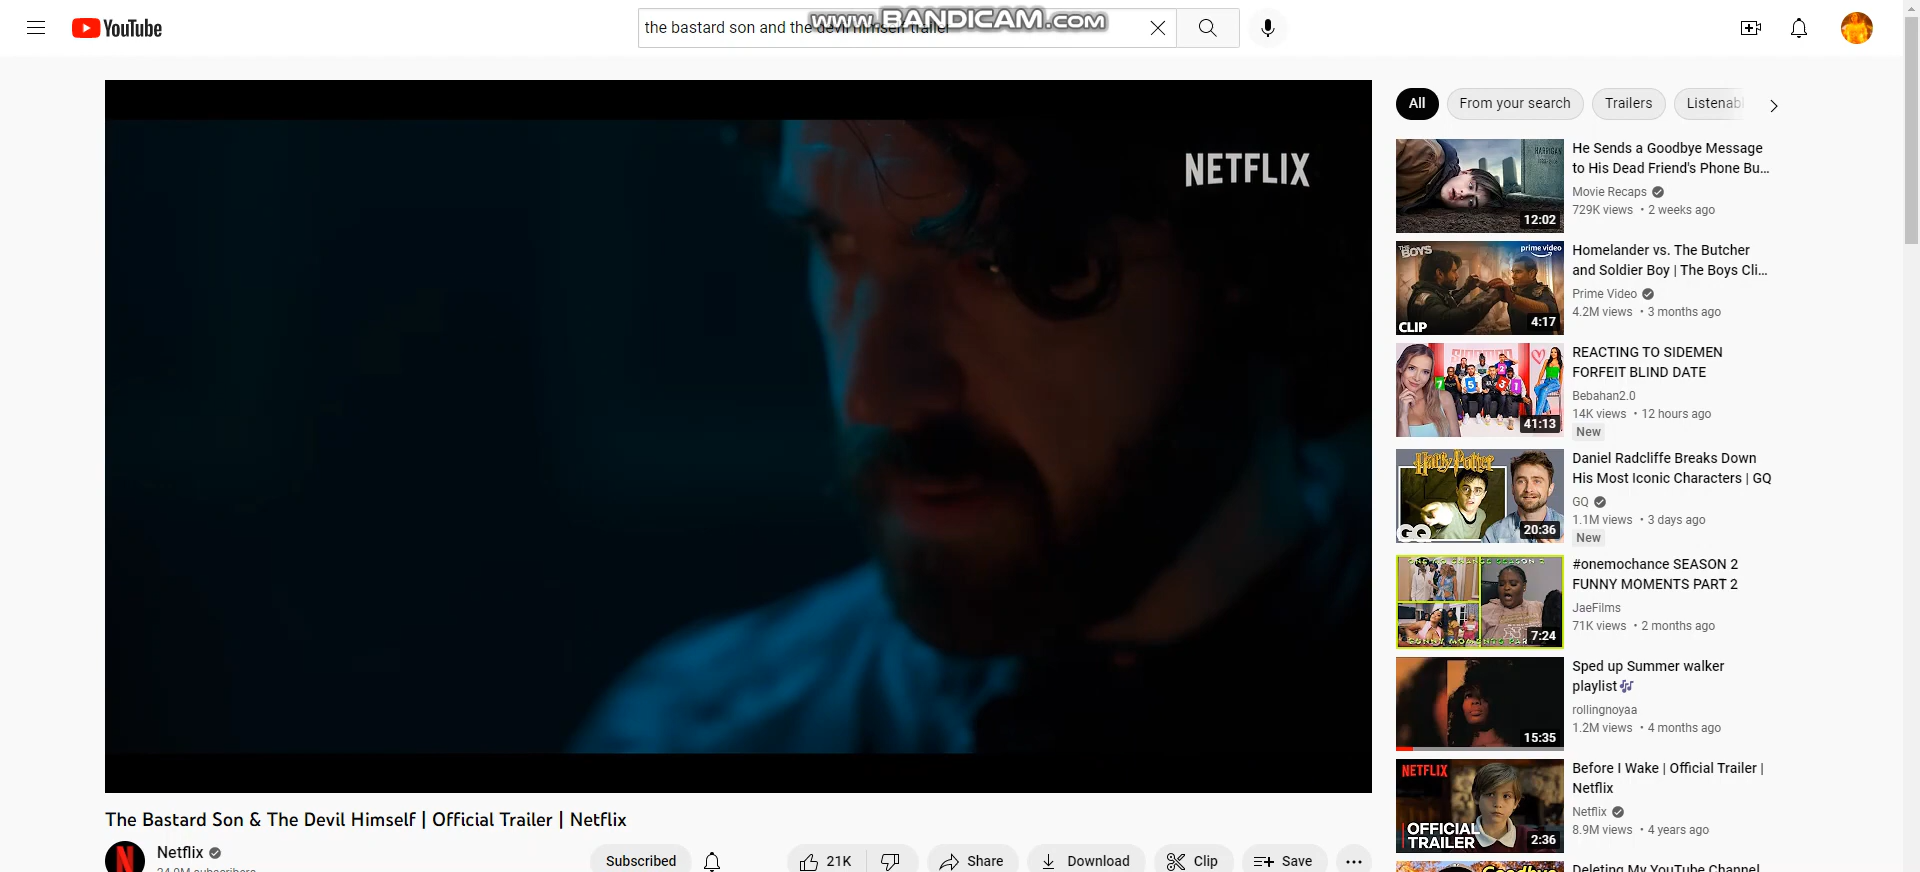 YouTube
the bastard son and the devil himself trailer
www.BANDICAM.com
NETFLIX
The Bastard Son & The Devil Himself | Official Trailer | Netflix
Netflix
Subscribed
21K
Share
Download
Clip
Save
All
From your search
Trailers
Listenab
12:02
He Sends a Goodbye Message
to His Dead Friend's Phone Bu...
Movie Recaps
729K views • 2 weeks ago
THE BOYS
prime video
CLIP
4:17
Homelander vs. The Butcher
and Soldier Boy | The Boys Cli...
Prime Video
4.2M views • 3 months ago
41:13
REACTING TO SIDEMEN
FORFEIT BLIND DATE
Bebahan2.0
14K views • 12 hours ago
New
Harry Potter
GQ
20:36
Daniel Radcliffe Breaks Down
His Most Iconic Characters | GQ
GQ
1.1M views • 3 days ago
New
7:24
#onemochance SEASON 2
FUNNY MOMENTS PART 2
JaeFilms
71K views • 2 months ago
15:35
Sped up Summer walker
playlist🎶
rollingnoyaa
1.2M views • 4 months ago
NETFLIX
OFFICIAL
TRAILER
2:36
Before I Wake | Official Trailer |
Netflix
Netflix
8.9M views • 4 years ago
Deleting My YouTube Channel